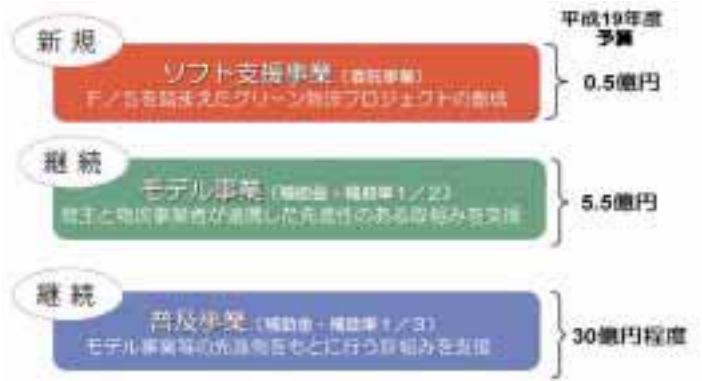 平成19年度
予算
新 規
ソフト支援事業（委託事業）
F／Sを踏まえたグリーン物流プロジェクトの創成
0.5億円
継 続
モデル事業（補助金・補助率1／2）
荷主と物流事業者が連携した先進性のある取組みを支援
5.5億円
継 続
普及事業（補助金・補助率1／3）
モデル事業等の先進例をもとに行う取組みを支援
30億円程度